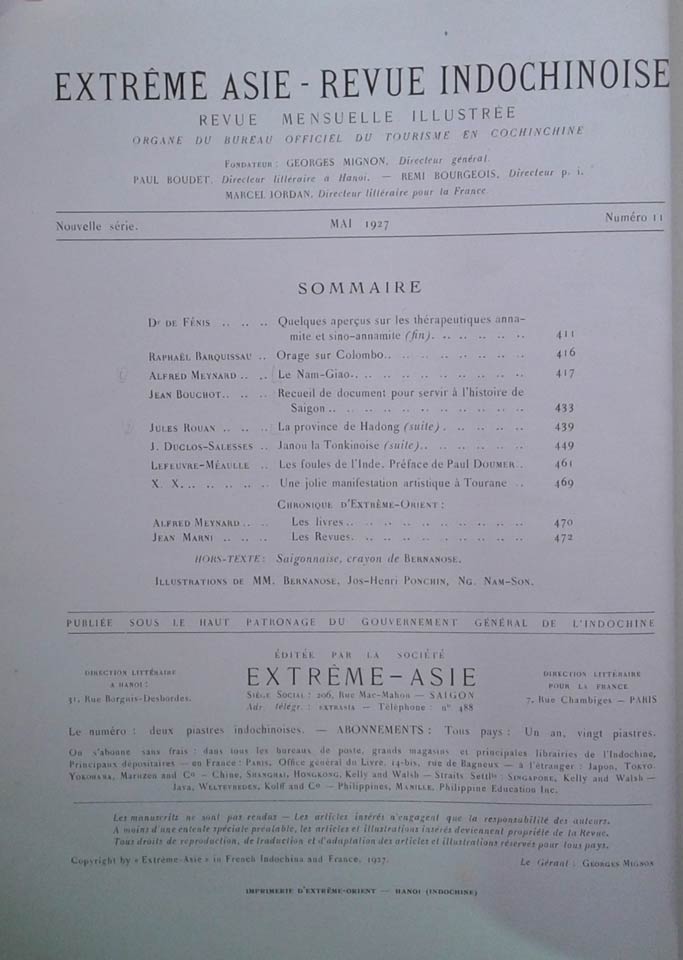 EXTRÊME ASIE - REVUE INDOCHINOISE
REVUE MENSUELLE ILLUSTRÉE
ORGANE DU BUREAU OFFICIEL DU TOURISME EN COCHINCHINE
Fondateur : GEORGES MIGNON, Directeur général.
PAUL BOUDET, Directeur littéraire à Hanoi. — REMI BOURGEOIS, Directeur p. i.
MARCEL JORDAN, Directeur littéraire pour la France.
Nouvelle série. MAI 1927 Numéro 11
SOMMAIRE
Dr de Fénis .. .. .. Quelques aperçus sur les thérapeutiques anna-
mite et sino-annamite (fin). .. .. .. .. .. 411
Raphaël Barquissau .. Orage sur Colombo.. .. .. .. .. .. .. .. 416
Alfred Meynard .. .. Le Nam-Giao.. .. .. .. .. .. .. .. .. .. 417
Jean Bouchot.. .. .. Recueil de document pour servir à l'histoire de
Saigon .. .. .. .. .. .. .. .. .. .. .. 433
Jules Rouan .. .. .. La province de Hadong (suite) . .. .. .. .. 439
J. Duclos-Salesses .. Janou la Tonkinoise (suite).. .. .. .. .. .. 449
Lefeuvre-Méaulle .. Les foules de l'Inde. Préface de Paul Doumer.. 461
X. X. .. .. .. .. .. Une jolie manifestation artistique à Tourane .. 469
Chronique d'Extrême-Orient :
Alfred Meynard .. .. Les livres.. .. .. .. .. .. .. .. .. 470
Jean Marni .. .. .. Les Revues. .. .. .. .. .. .. .. .. 472
HORS-TEXTE : Saigonnaise, crayon de Bernanose.
Illustrations de MM. Bernanose, Jos-Henri Ponchin, Ng. Nam-Son.
PUBLIÉE SOUS LE HAUT PATRONAGE DU GOUVERNEMENT GÉNÉRAL DE L'INDOCHINE
ÉDITÉE PAR LA SOCIÉTÉ
EXTRÊME-ASIE
Siège Social : 206, Rue Mac-Mahon — SAIGON
Adr. télégr. : extrasia — Téléphone : n° 488
DIRECTION LITTÉRAIRE
A HANOI :
31, Rue Borgnis-Desbordes.
DIRECTION LITTÉRAIRE
POUR LA FRANCE
7, Rue Chambiges — PARIS
Le numéro : deux piastres indochinoises. — ABONNEMENTS : Tous pays : Un an, vingt piastres.
On s'abonne sans frais : dans tous les bureaux de poste, grands magasins et principales librairies de l'Indochine,
Principaux dépositaires — en France : Paris, Office général du Livre, 14-bis, rue de Bagneux — à l'étranger : Japon, Tokyo.
Yokohama, Maruzen and Co — Chine, Shanghai, Hongkong, Kelly and Walsh — Straits Settls : Singapore, Kelly and Walsh —
Java, Weltevreden, Kolff and Co — Philippines, Manille, Philippine Education Inc.
Les manuscrits ne sont pas rendus — Les articles insérés n'engagent que la responsabilité des auteurs.
A moins d'une entente spéciale préalable, les articles et illustrations insérés deviennent propriété de la Revue.
Tous droits de reproduction, de traduction et d'adaptation des articles et illustrations réservés pour tous pays.
Copyright by « Extrême-Asie » in French Indochina and France, 1927. Le Gérant : Georges Mignon
IMPRIMERIE D'EXTRÊME-ORIENT — HANOI (INDOCHINE)